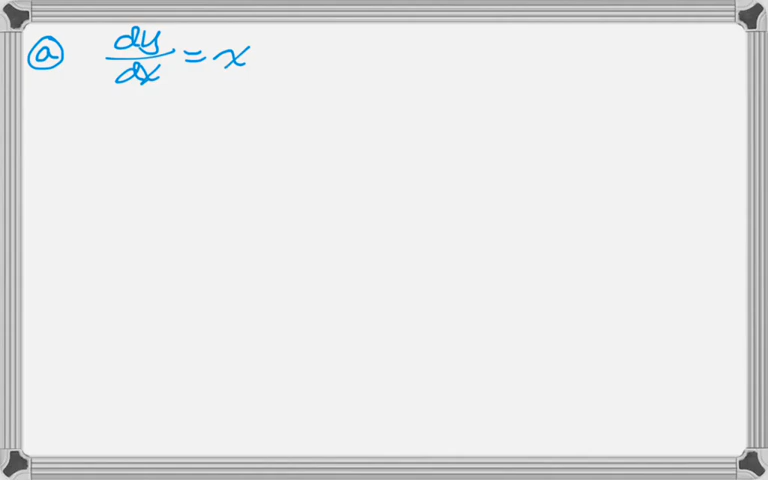 ⓐ dy/dx = x